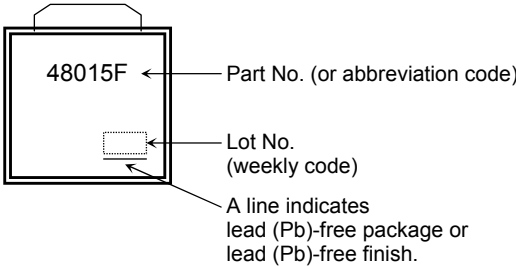 48015F
Part No. (or abbreviation code)
Lot No.
(weekly code)
A line indicates
lead (Pb)-free package or
lead (Pb)-free finish.